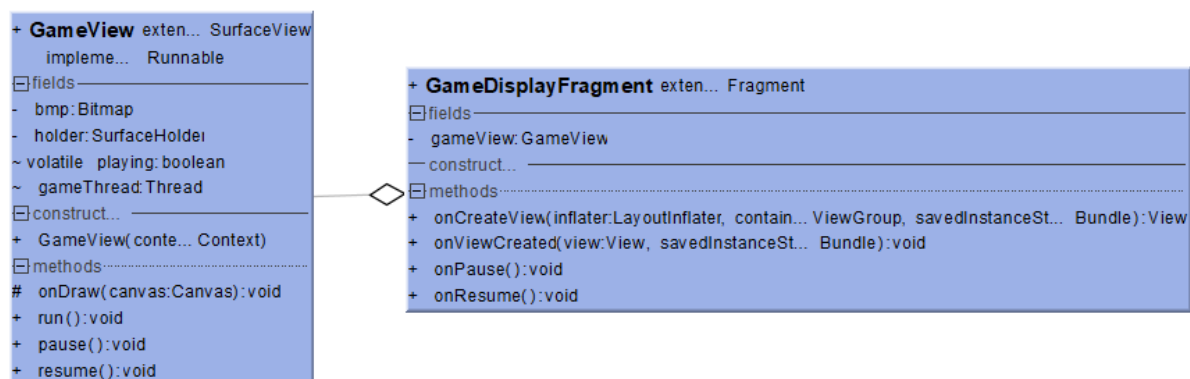 + GameView exten... SurfaceView
impleme... Runnable
fields
- bmp:Bitmap
- holder:SurfaceHolder
~ volatile playing:boolean
~ gameThread:Thread
construct...
+ GameView(conte... Context)
methods
# onDraw(canvas:Canvas):void
+ run():void
+ pause():void
+ resume():void
+ GameDisplayFragment exten... Fragment
fields
- gameView:GameView
construct...
methods
+ onCreateView(inflater:LayoutInflater, contain... ViewGroup, savedInstanceSt... Bundle):View
+ onViewCreated(view:View, savedInstanceSt... Bundle):void
+ onPause():void
+ onResume():void